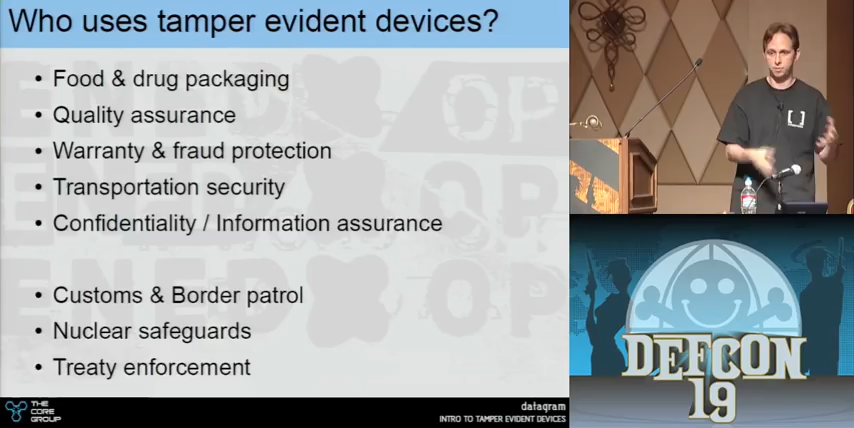 Who uses tamper evident devices?
• Food & drug packaging
• Quality assurance
• Warranty & fraud protection
• Transportation security
• Confidentiality / Information assurance
• Customs & Border patrol
• Nuclear safeguards
• Treaty enforcement
THE
CORE
GROUP
datagram
INTRO TO TAMPER EVIDENT DEVICES
DEFCON
19